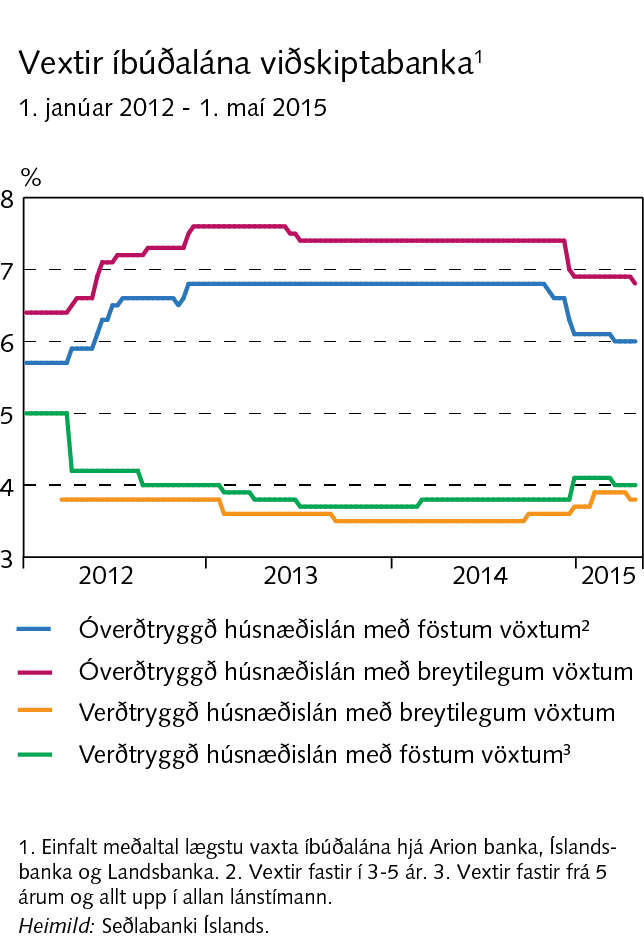 Vextir íbúðalána viðskiptabanka¹
1. janúar 2012 - 1. maí 2015
%
8
7
6
5
4
3
2012 2013 2014 2015
Óverðtryggð húsnæðislán með föstum vöxtum²
Óverðtryggð húsnæðislán með breytilegum vöxtum
Verðtryggð húsnæðislán með breytilegum vöxtum
Verðtryggð húsnæðislán með föstum vöxtum³
1. Einfalt meðaltal lægstu vaxta íbúðalána hjá Arion banka, Íslands-
banka og Landsbanka. 2. Vextir fastir í 3-5 ár. 3. Vextir fastir frá 5
árum og allt upp í allan lánstímann.
Heimild: Seðlabanki Íslands.